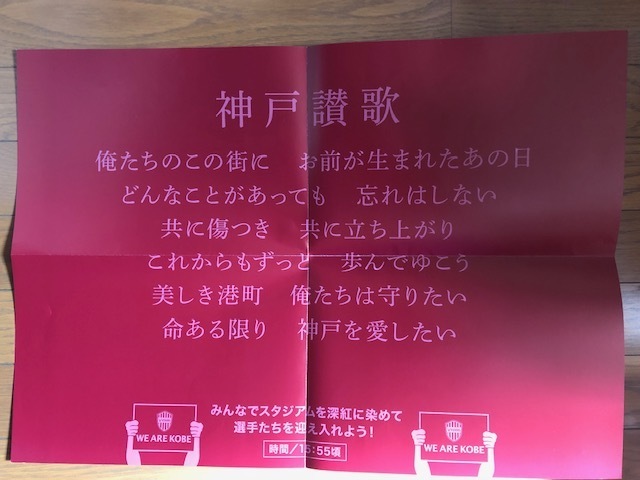 神戸讃歌
俺たちのこの街に　お前が生まれたあの日
どんなことがあっても　忘れはしない
共に傷つき　共に立ち上がり
これからもずっと　歩んでゆこう
美しき港町　俺たちは守りたい
命ある限り　神戸を愛したい
みんなでスタジアムを深紅に染めて
選手たちを迎え入れよう！
時間／15:55頃
WE ARE KOBE
WE ARE KOBE